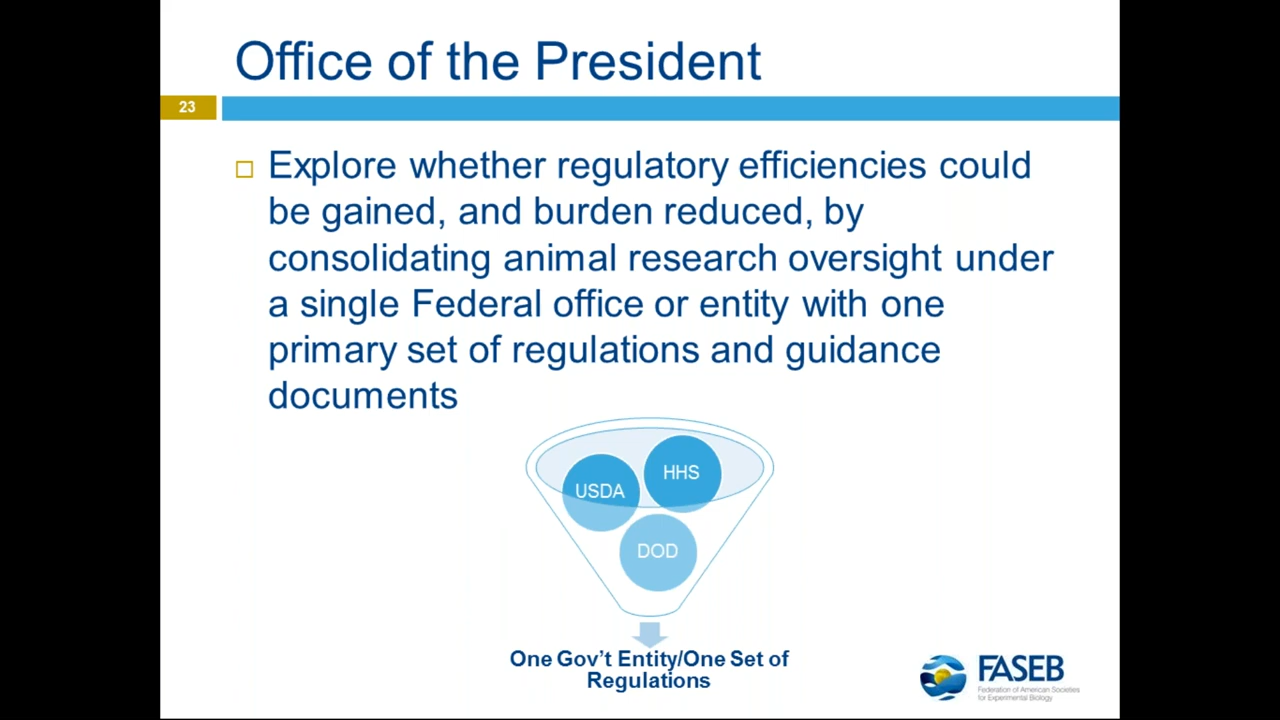 Office of the President
23
Explore whether regulatory efficiencies could
be gained, and burden reduced, by
consolidating animal research oversight under
a single Federal office or entity with one
primary set of regulations and guidance
documents
HHS
USDA
DOD
One Gov't Entity/One Set of
Regulations
FASEB
Federation of American Societies
for Experimental Biology